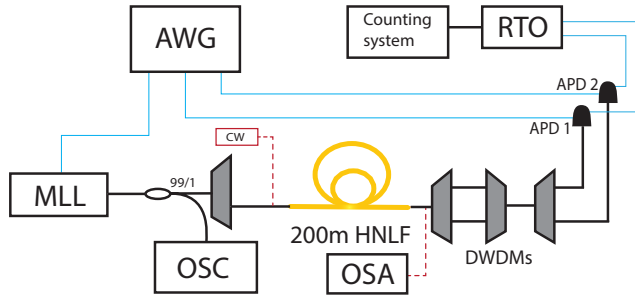 Counting
system
RTO
AWG
APD 2
APD 1
CW
99/1
MLL
200m HNLF
OSC
OSA
DWDMs